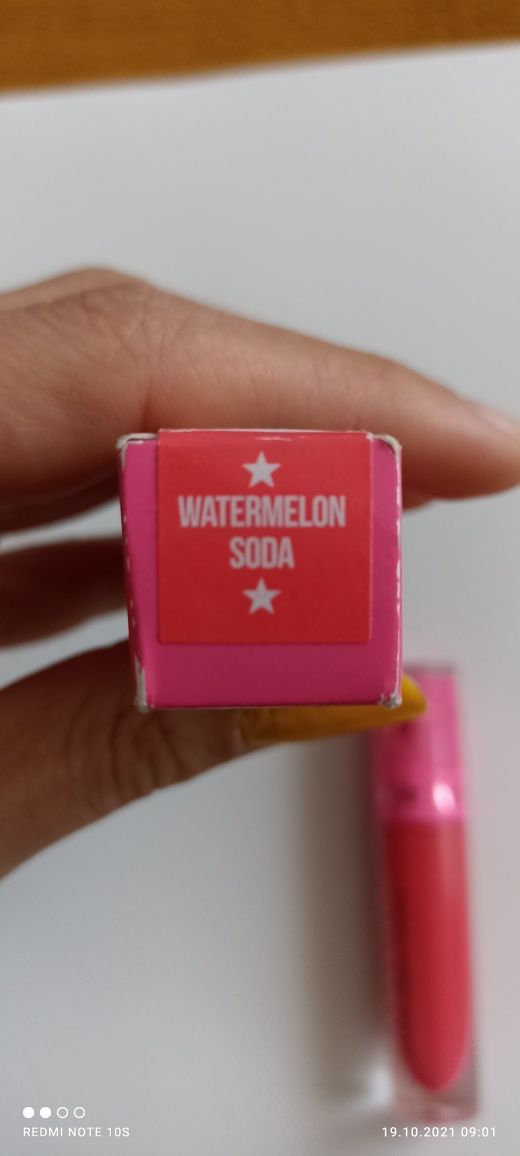 WATERMELON
SODA
REDMI NOTE 10S
19.10.2021 09:01